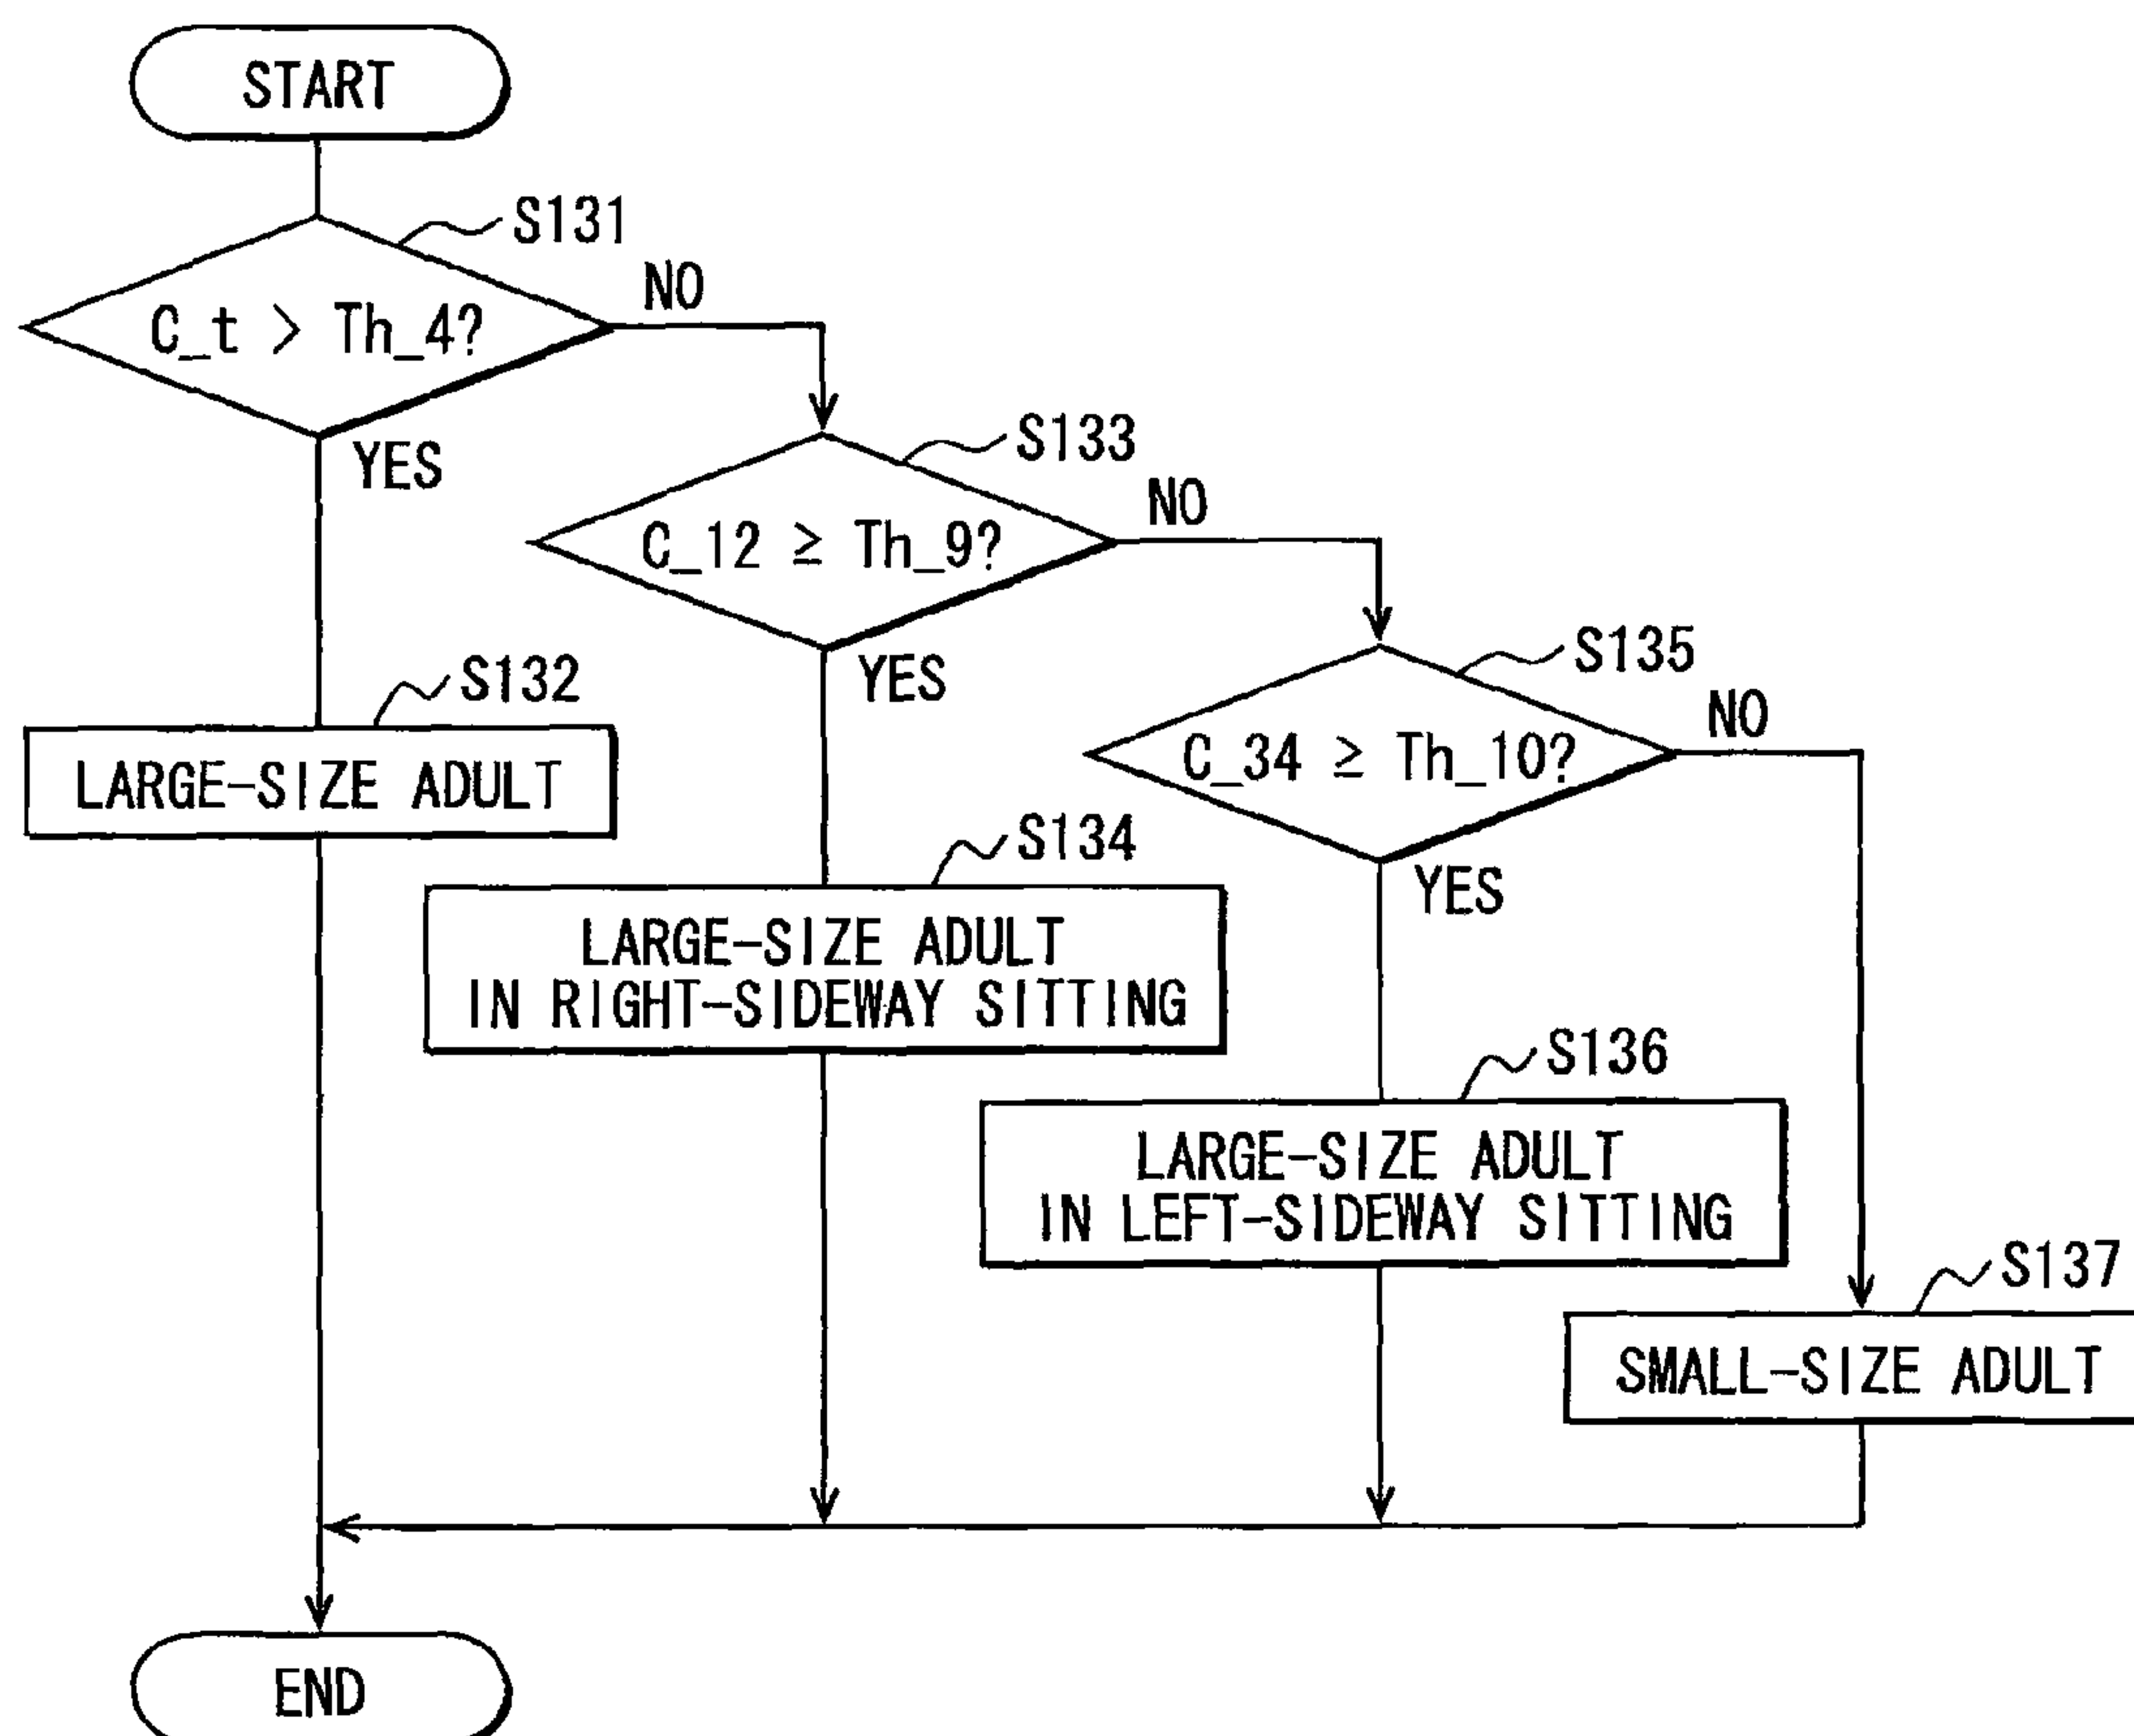 START
S131
C_t > Th_4?
NO
YES
S133
C_12 ≥ Th_9?
NO
YES
S135
C_34 ≥ Th_10?
NO
YES
S132
LARGE-SIZE ADULT
S134
LARGE-SIZE ADULT
IN RIGHT-SIDEWAY SITTING
S136
LARGE-SIZE ADULT
IN LEFT-SIDEWAY SITTING
S137
SMALL-SIZE ADULT
END